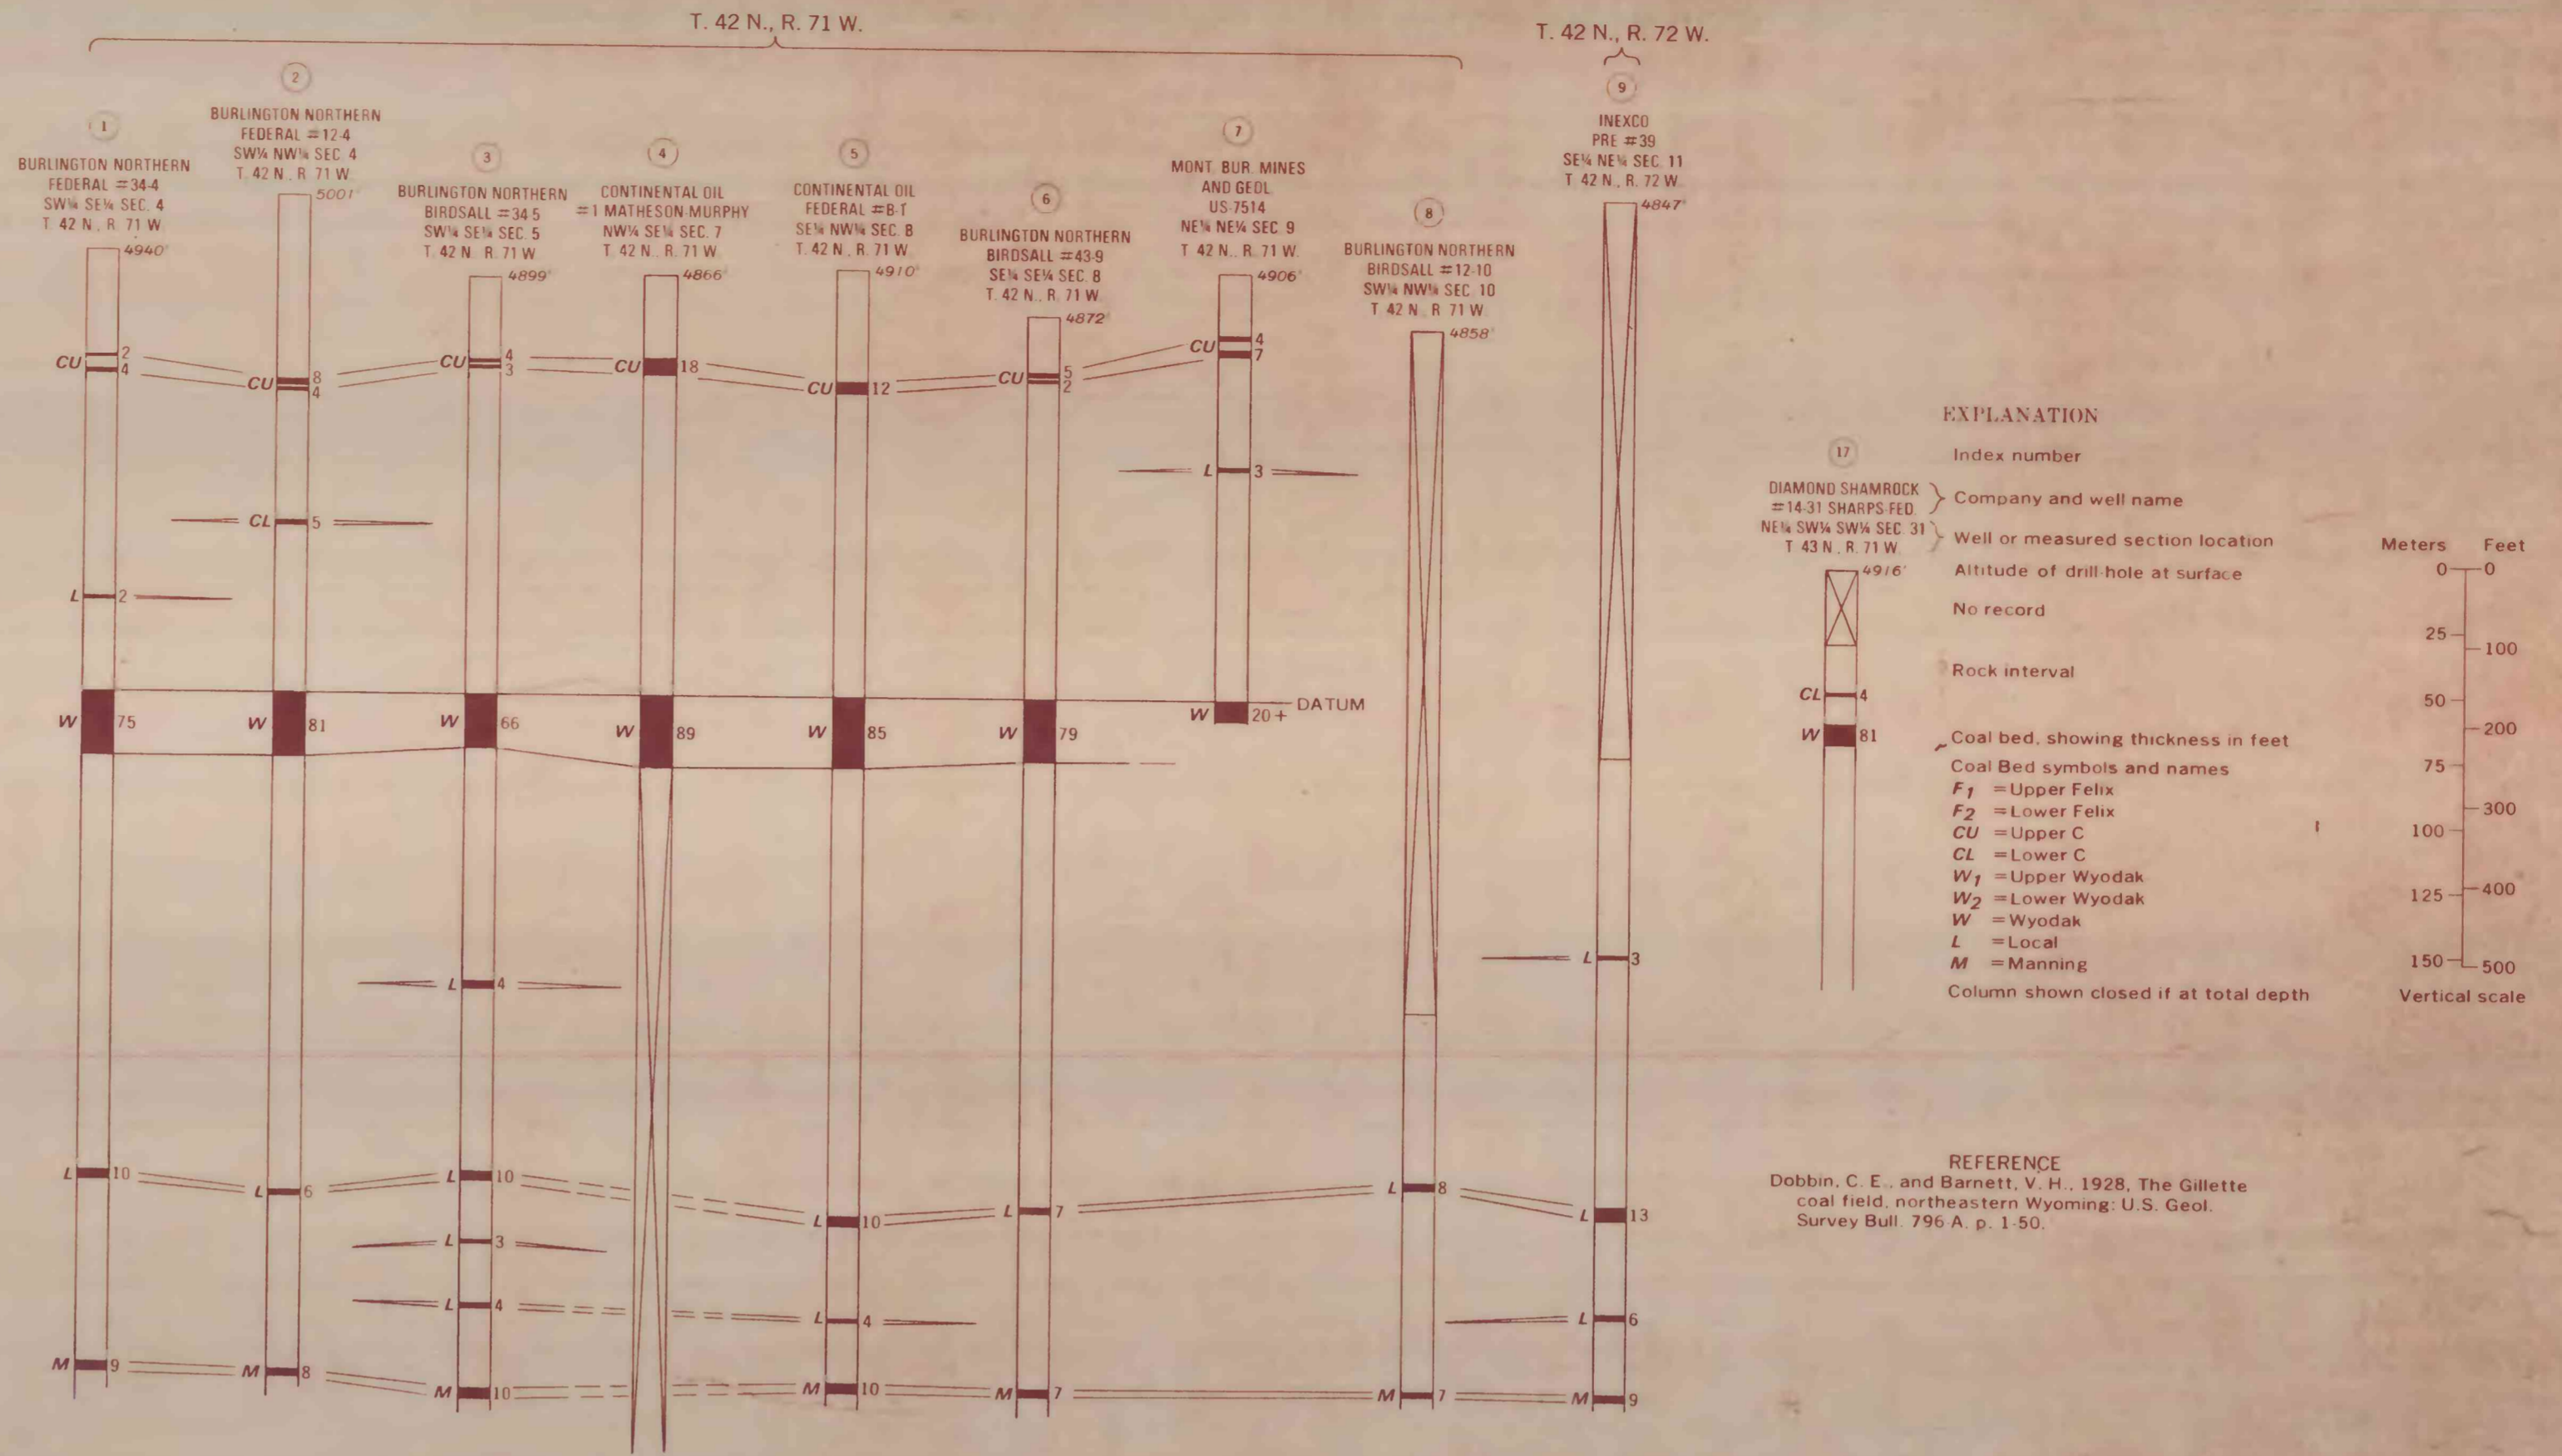 T. 42 N., R. 71 W.
T. 42 N., R. 72 W.
1
BURLINGTON NORTHERN
FEDERAL #34-4
SW¼ SE¼ SEC. 4
T. 42 N., R. 71 W.
4940'
CU
2
4
L
2
W
75
L
10
M
9
2
BURLINGTON NORTHERN
FEDERAL #12-4
SW¼ NW¼ SEC. 4
T. 42 N., R. 71 W.
5001'
CU
8
4
CL
5
W
81
L
6
M
8
3
BURLINGTON NORTHERN
BIRDSALL #34-5
SW¼ SE¼ SEC. 5
T. 42 N., R. 71 W.
4899'
CU
4
3
W
66
L
4
L
10
L
3
L
4
M
10
4
CONTINENTAL OIL
#1 MATHESON-MURPHY
NW¼ SE¼ SEC. 7
T. 42 N., R. 71 W.
4866'
CU
18
W
89
5
CONTINENTAL OIL
FEDERAL #B-T
SE¼ NW¼ SEC. 8
T. 42 N., R. 71 W.
4910'
CU
12
W
85
L
10
L
4
M
10
6
BURLINGTON NORTHERN
BIRDSALL #43-9
SE¼ SE¼ SEC. 8
T. 42 N., R. 71 W.
4872'
CU
5
2
W
79
L
7
M
7
7
MONT. BUR. MINES
AND GEOL.
US-7514
NE¼ NE¼ SEC. 9
T. 42 N., R. 71 W.
4906'
CU
4
7
L
3
DATUM
W
20+
8
BURLINGTON NORTHERN
BIRDSALL #12-10
SW¼ NW¼ SEC. 10
T. 42 N., R. 71 W.
4858'
L
8
M
7
9
INEXCO
PRE #39
SE¼ NE¼ SEC. 11
T. 42 N., R. 72 W.
4847'
L
3
L
13
L
6
M
9
EXPLANATION
17
Index number
DIAMOND SHAMROCK
#14-31 SHARPS-FED.
Company and well name
NE¼ SW¼ SW¼ SEC. 31
T. 43 N., R. 71 W.
Well or measured section location
4916'
Altitude of drill hole at surface
No record
Rock interval
CL
4
W
81
Coal bed, showing thickness in feet
Coal Bed symbols and names
F1 =Upper Felix
F2 =Lower Felix
CU =Upper C
CL =Lower C
W1 =Upper Wyodak
W2 =Lower Wyodak
W =Wyodak
L =Local
M =Manning
Column shown closed if at total depth
Meters Feet
0 0
25
100
50
200
75
300
100
125
400
150
500
Vertical scale
REFERENCE
Dobbin, C. E., and Barnett, V. H., 1928, The Gillette
coal field, northeastern Wyoming: U.S. Geol.
Survey Bull. 796-A, p. 1-50.